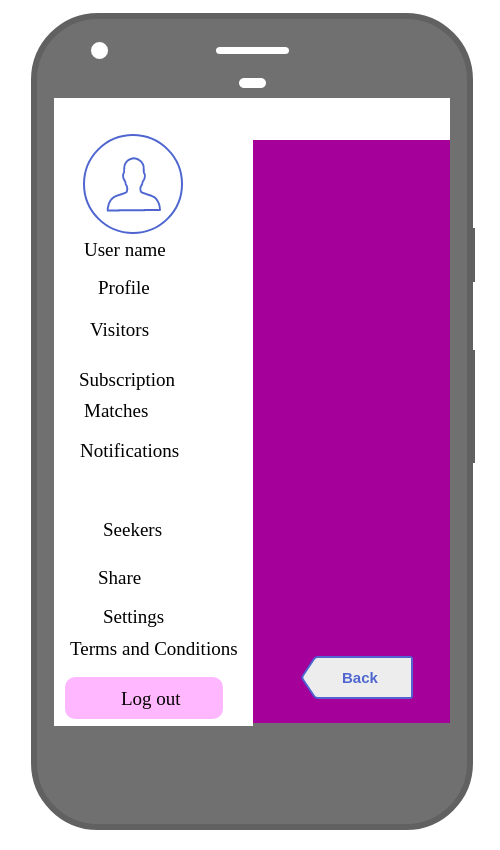 User name
Profile
Visitors
Subscription
Matches
Notifications
Seekers
Share
Settings
Terms and Conditions
Back
Log out